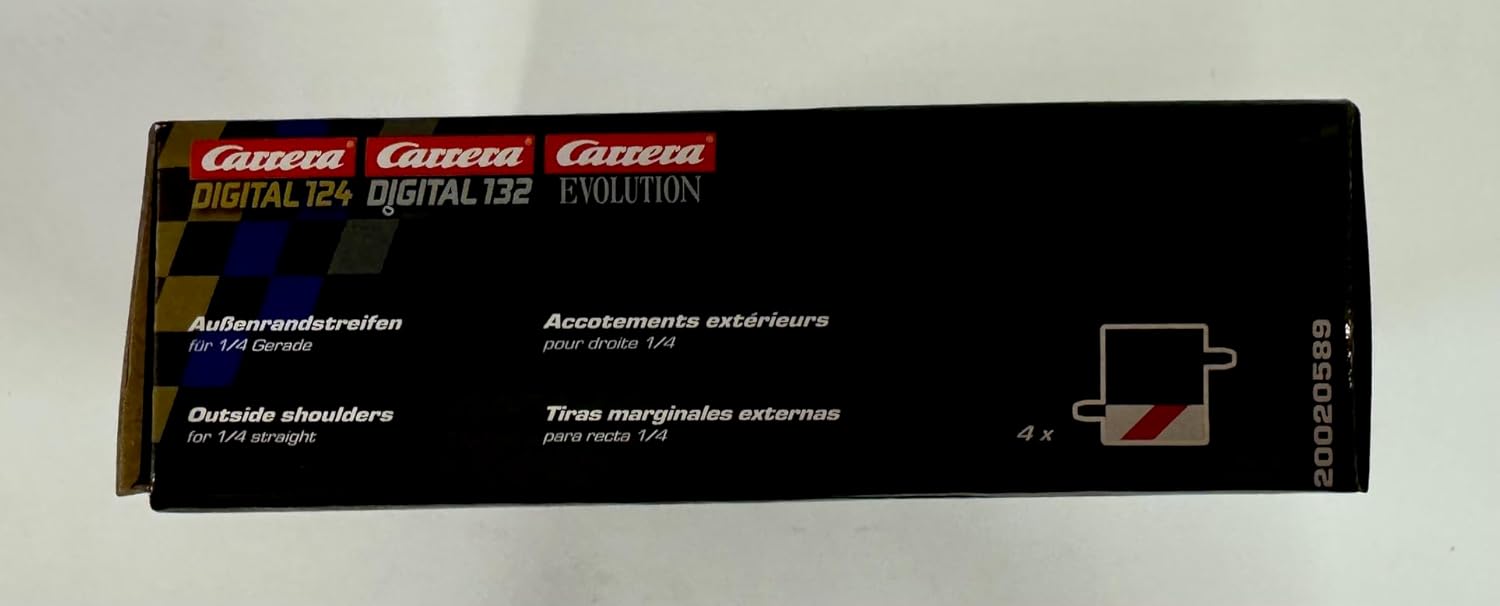 Carrera®
DIGITAL 124
Carrera®
DIGITAL 132
Carrera®
EVOLUTION
Außenrandstreifen
für 1/4 Gerade
Accotements extérieurs
pour droite 1/4
Outside shoulders
for 1/4 straight
Tiras marginales externas
para recta 1/4
4 x
20020589